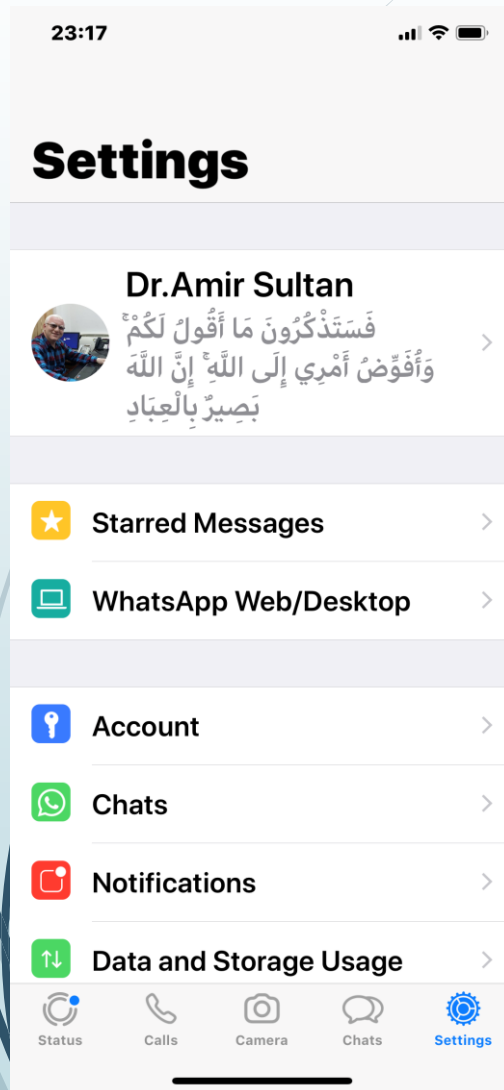 23:17
Settings
Dr.Amir Sultan
فَسَتَذْكُرُونَ مَا أَقُولُ لَكُمْ ۚ
وَأُفَوِّضُ أَمْرِي إِلَى اللَّهِ ۚ إِنَّ اللَّهَ
بَصِيرٌ بِالْعِبَادِ
Starred Messages
WhatsApp Web/Desktop
Account
Chats
Notifications
Data and Storage Usage
Status Calls Camera Chats Settings